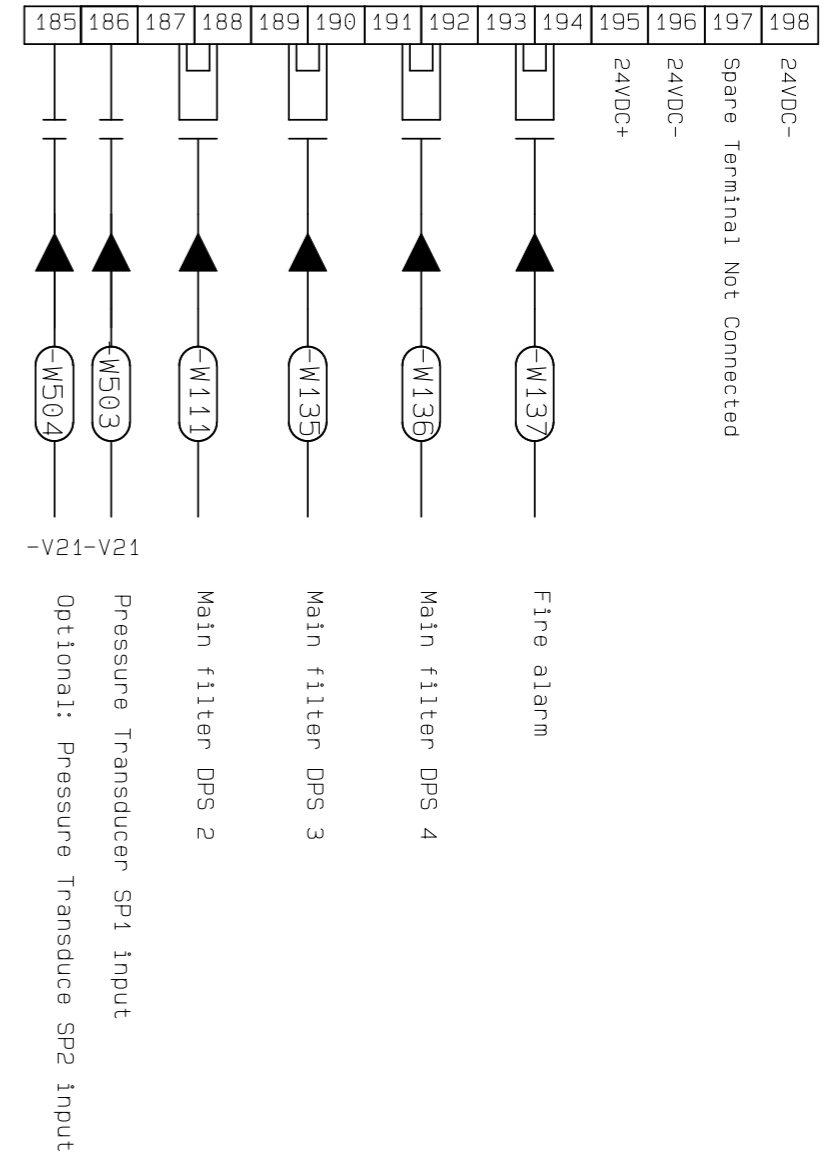 185 186 187 188 189 190 191 192 193 194 195 196 197 198
24VDC+
24VDC-
Spare Terminal Not Connected
24VDC-
-W504
-W503
-W111
-W135
-W136
-W137
-V21-V21
Optional: Pressure Transduce SP2 input
Pressure Transducer SP1 input
Main filter DPS 2
Main filter DPS 3
Main filter DPS 4
Fire alarm